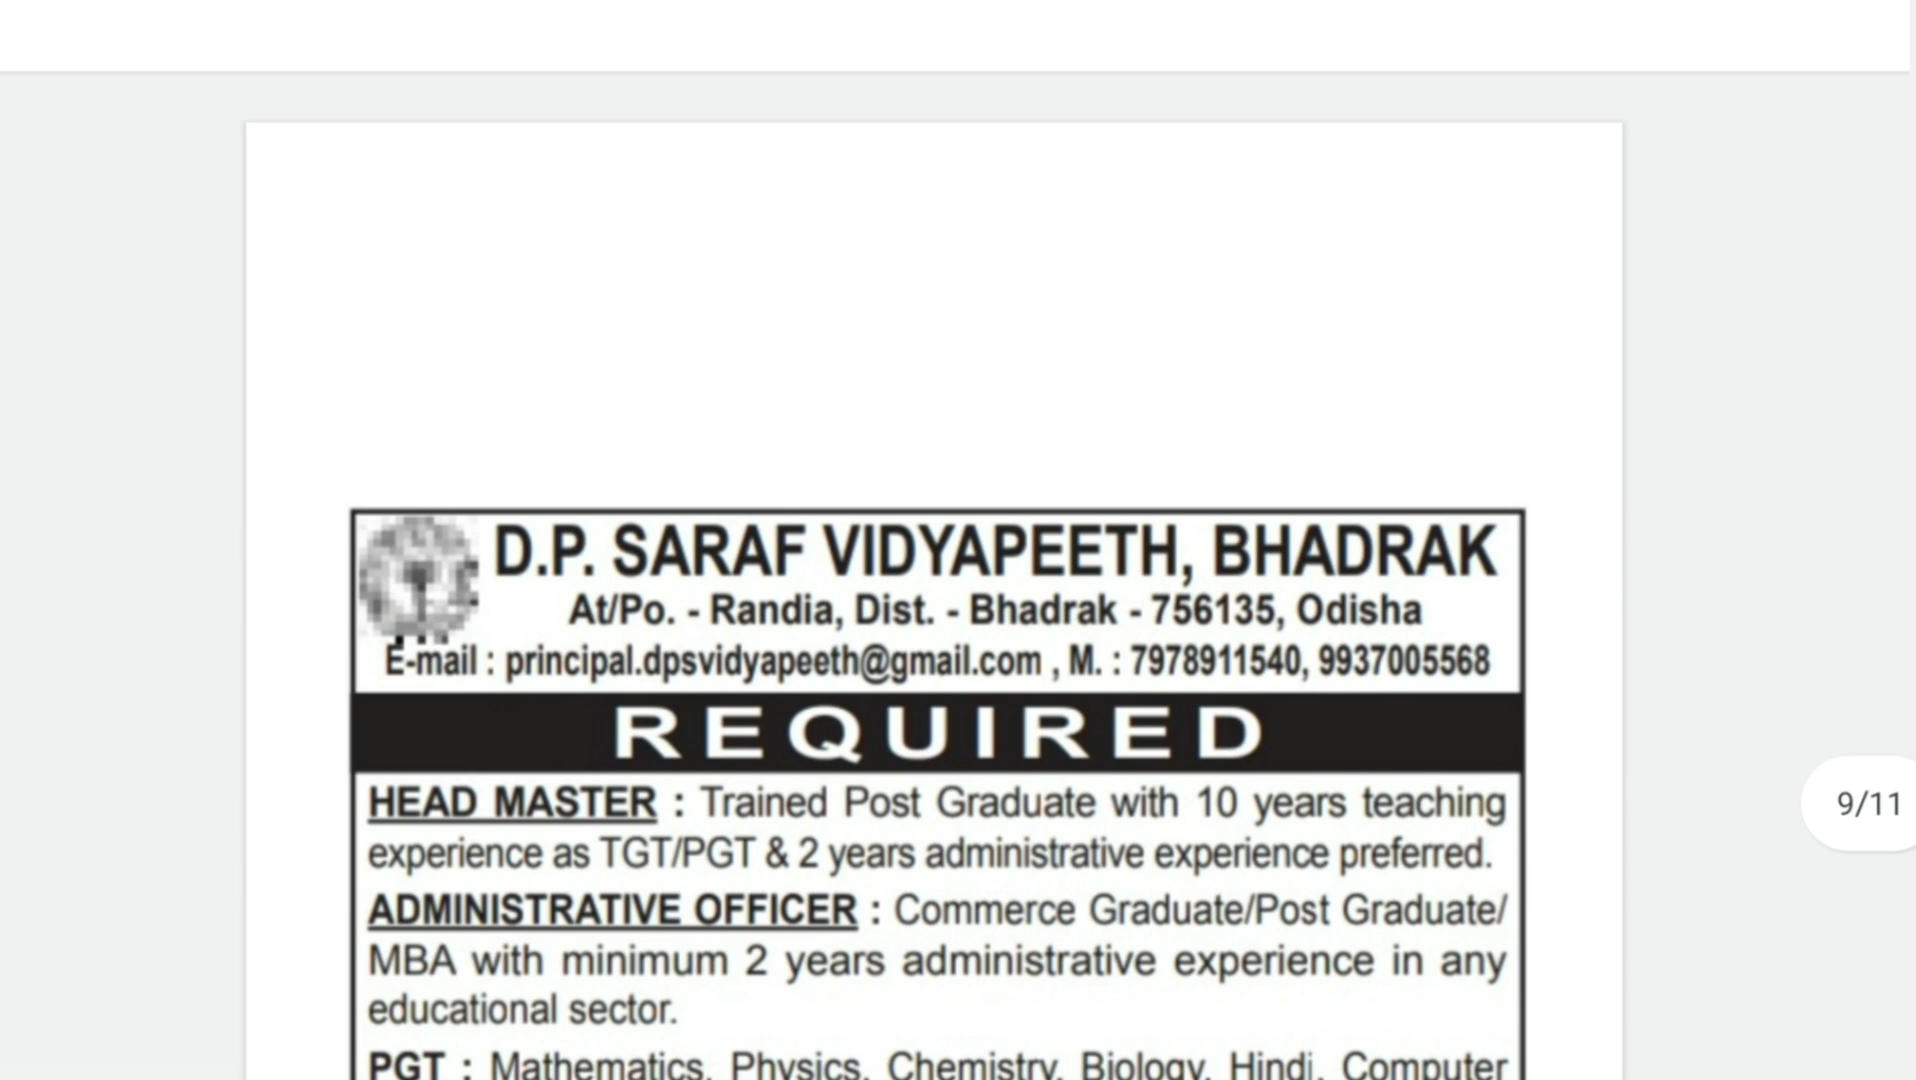 D.P. SARAF VIDYAPEETH, BHADRAK
At/Po. - Randia, Dist. - Bhadrak - 756135, Odisha
E-mail : principal.dpsvidyapeeth@gmail.com , M. : 7978911540, 9937005568
REQUIRED
HEAD MASTER : Trained Post Graduate with 10 years teaching
experience as TGT/PGT & 2 years administrative experience preferred.
9/11
ADMINISTRATIVE OFFICER : Commerce Graduate/Post Graduate/
MBA with minimum 2 years administrative experience in any
educational sector.
PGT : Mathematics, Physics, Chemistry, Biology, Hindi, Computer